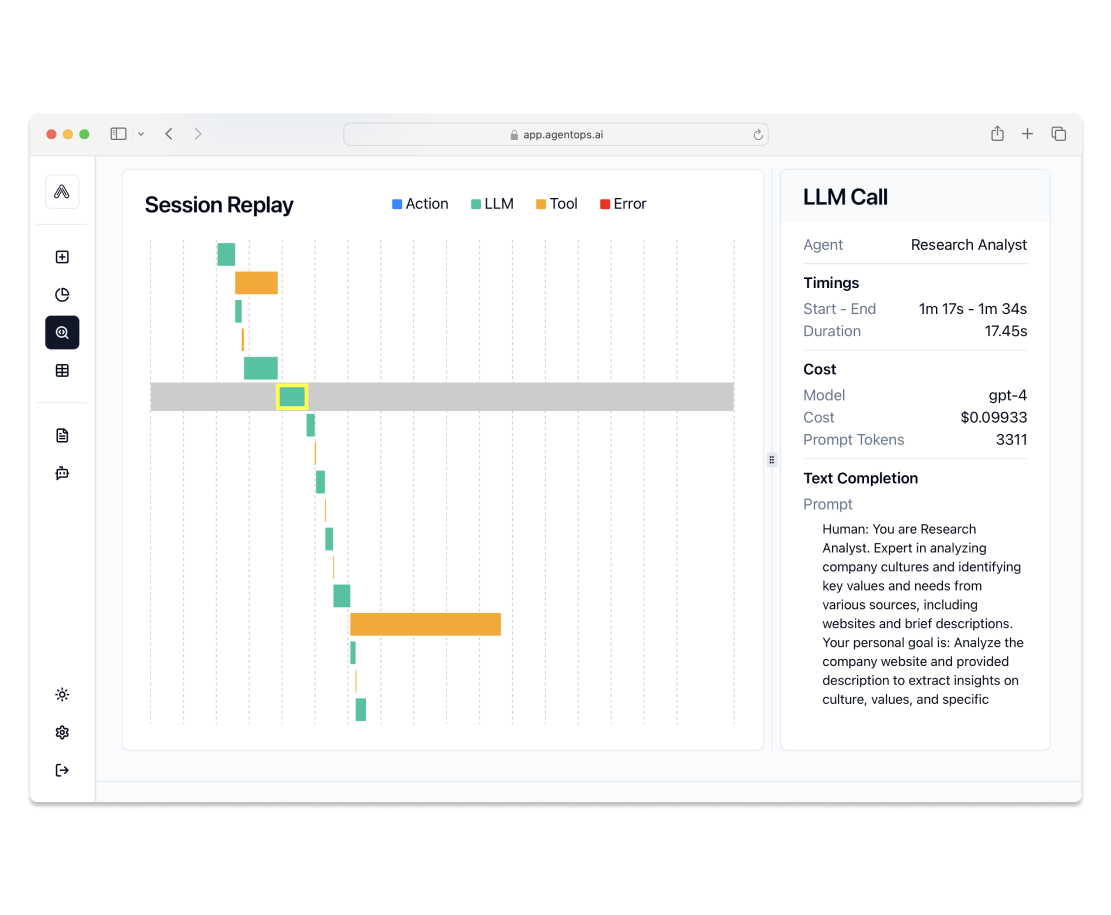 app.agentops.ai
Session Replay
Action
LLM
Tool
Error
LLM Call
Agent Research Analyst
Timings
Start - End 1m 17s - 1m 34s
Duration 17.45s
Cost
Model gpt-4
Cost $0.09933
Prompt Tokens 3311
Text Completion
Prompt
Human: You are Research
Analyst. Expert in analyzing
company cultures and identifying
key values and needs from
various sources, including
websites and brief descriptions.
Your personal goal is: Analyze the
company website and provided
description to extract insights on
culture, values, and specific